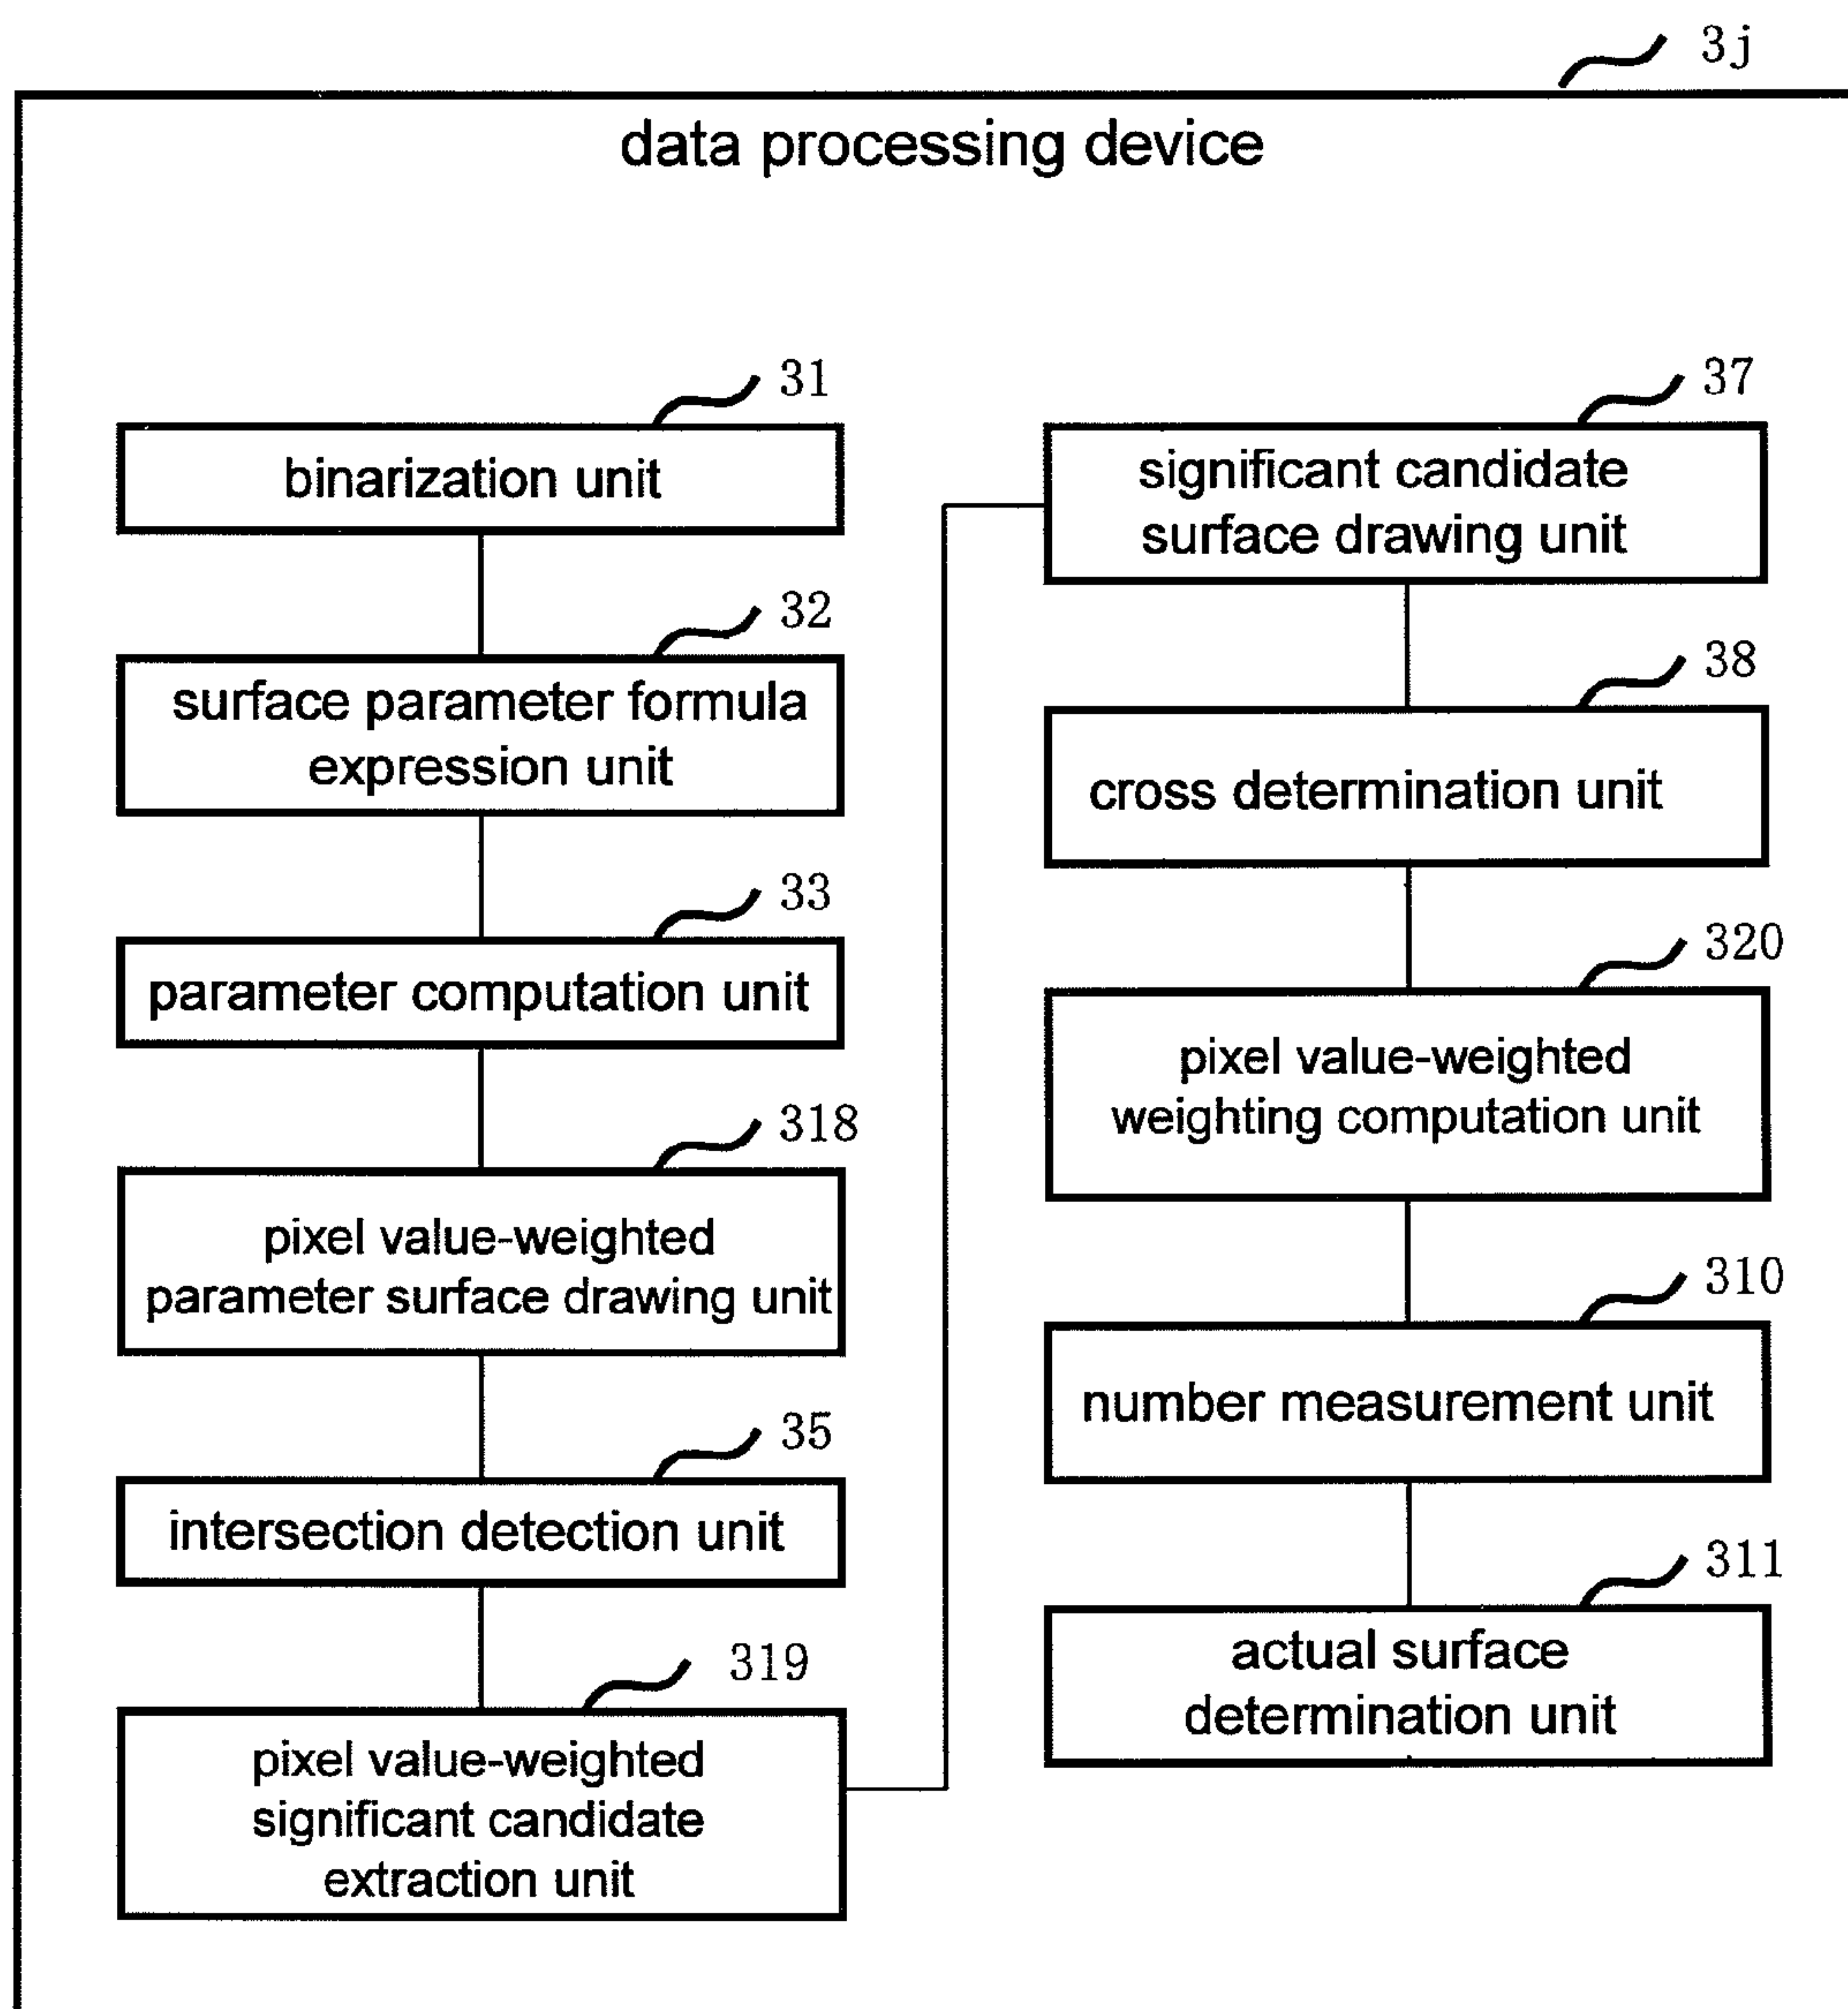 3j
data processing device
31
binarization unit
32
surface parameter formula
expression unit
33
parameter computation unit
318
pixel value-weighted
parameter surface drawing unit
35
intersection detection unit
319
pixel value-weighted
significant candidate
extraction unit
37
significant candidate
surface drawing unit
38
cross determination unit
320
pixel value-weighted
weighting computation unit
310
number measurement unit
311
actual surface
determination unit